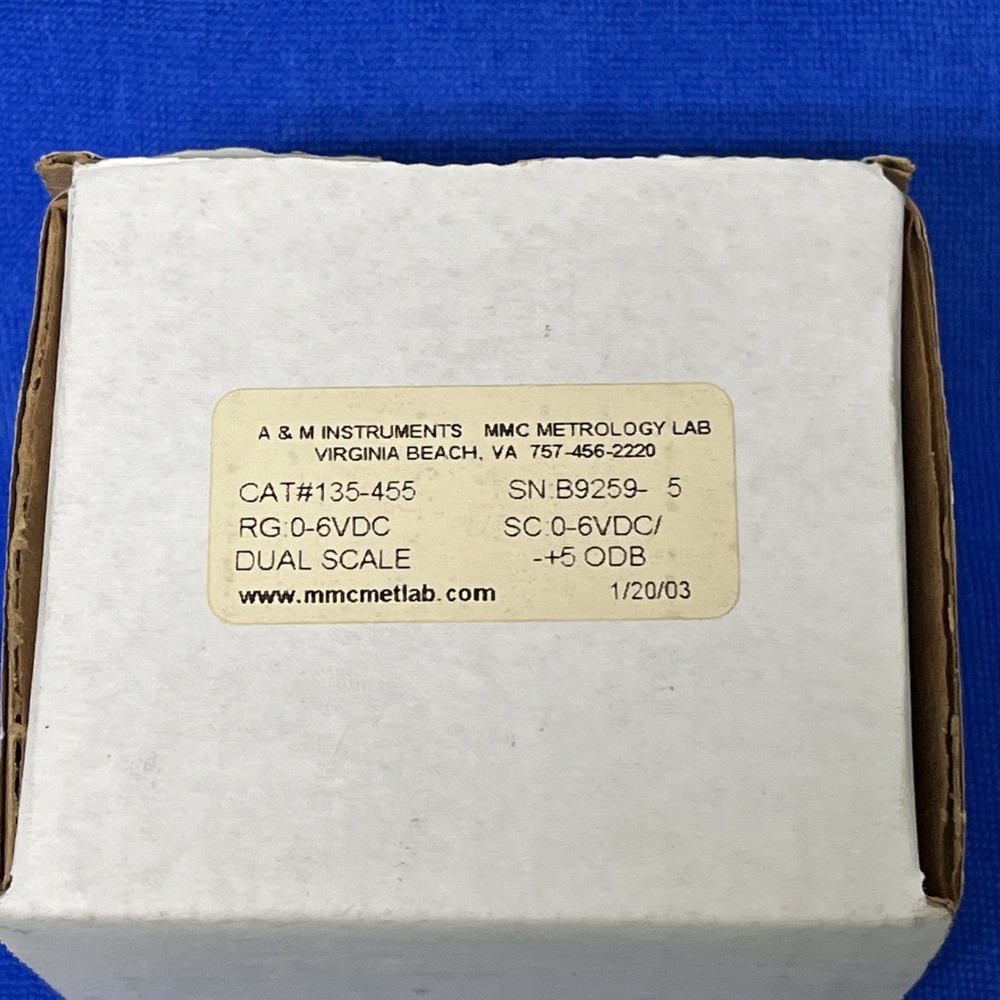 A & M INSTRUMENTS MMC METROLOGY LAB
VIRGINIA BEACH, VA 757-456-2220
CAT#135-455 SN:B9259- 5
RG:0-6VDC SC:0-6VDC/
DUAL SCALE -+5 ODB
www.mmcmetlab.com 1/20/03